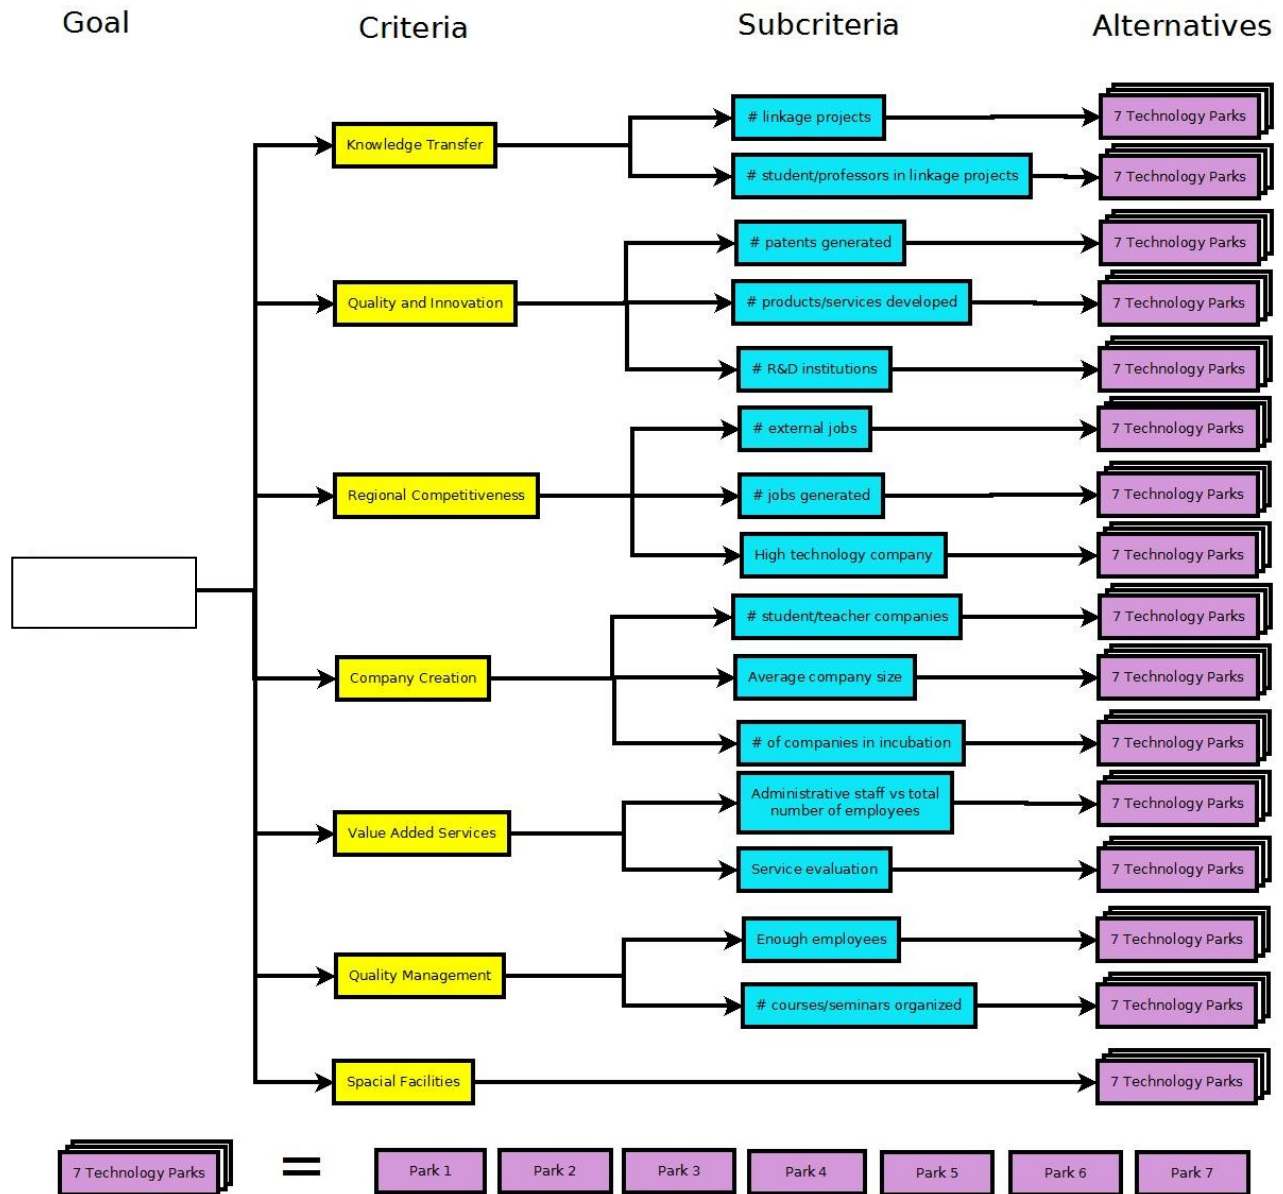 Goal
Criteria
Subcriteria
Alternatives
Knowledge Transfer
# linkage projects
7 Technology Parks
# student/professors in linkage projects
7 Technology Parks
Quality and Innovation
# patents generated
7 Technology Parks
# products/services developed
7 Technology Parks
# R&D institutions
7 Technology Parks
Regional Competitiveness
# external jobs
7 Technology Parks
# jobs generated
7 Technology Parks
High technology company
7 Technology Parks
Company Creation
# student/teacher companies
7 Technology Parks
Average company size
7 Technology Parks
# of companies in incubation
7 Technology Parks
Value Added Services
Administrative staff vs total
number of employees
7 Technology Parks
Service evaluation
7 Technology Parks
Quality Management
Enough employees
7 Technology Parks
# courses/seminars organized
7 Technology Parks
Spacial Facilities
7 Technology Parks
7 Technology Parks
=
Park 1
Park 2
Park 3
Park 4
Park 5
Park 6
Park 7